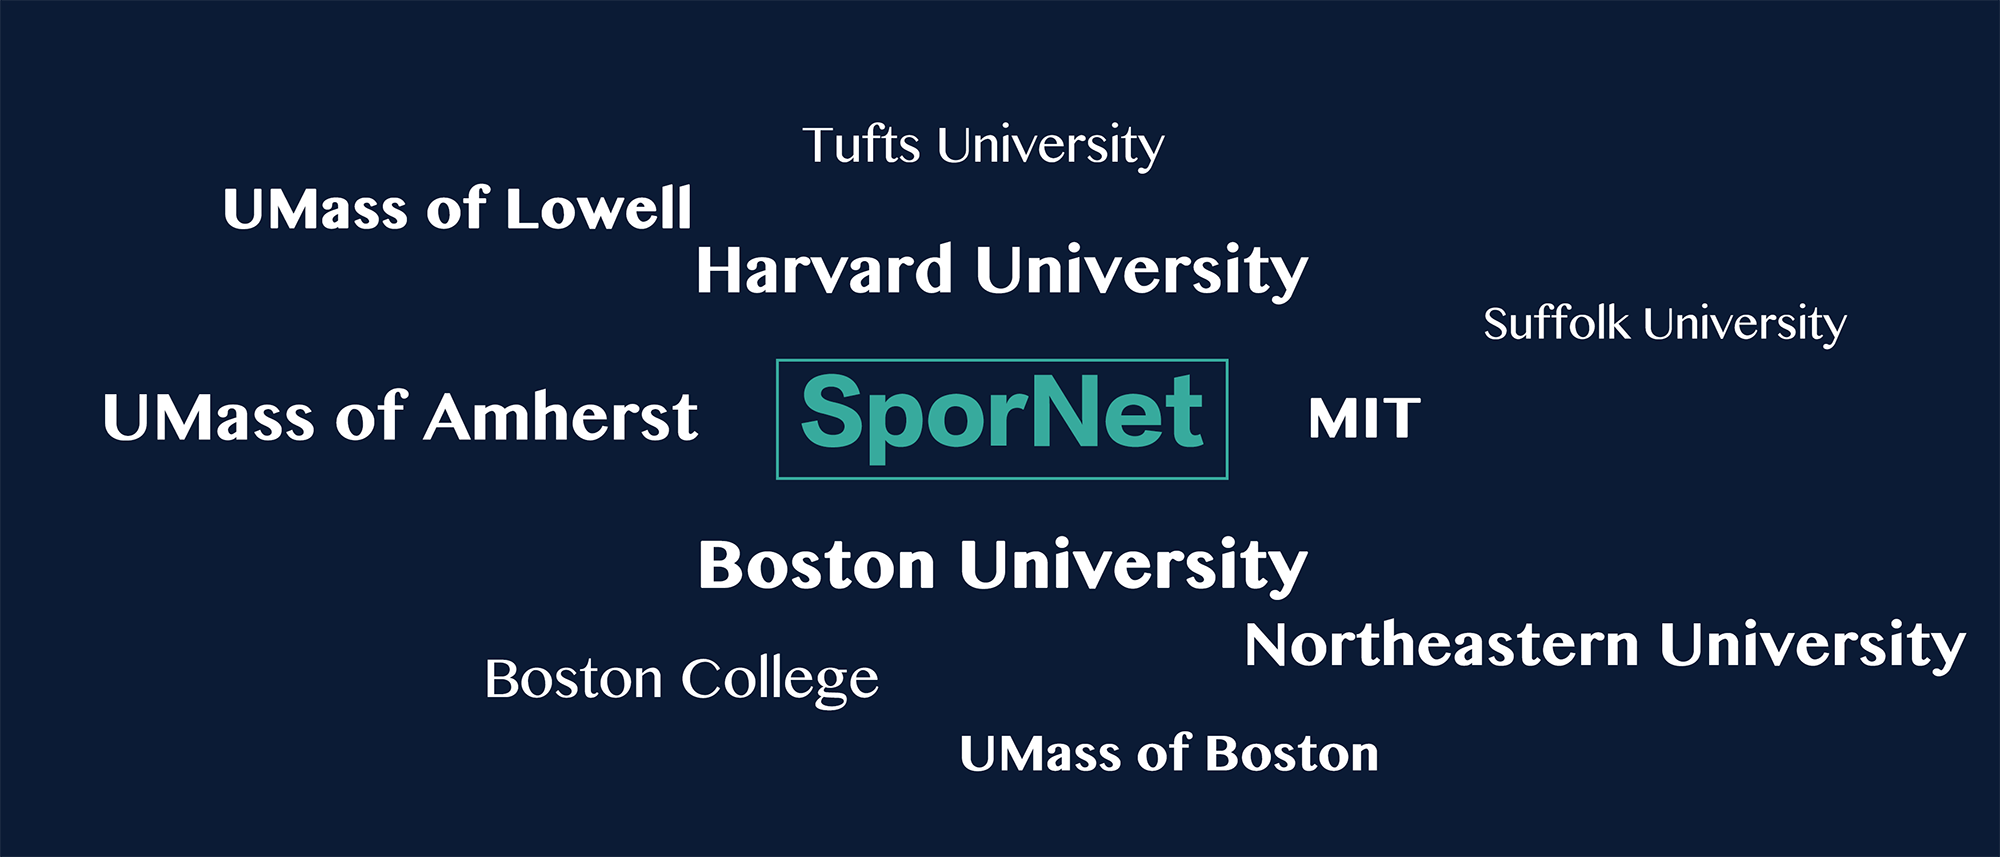 Tufts University
UMass of Lowell
Harvard University
Suffolk University
UMass of Amherst
SporNet
MIT
Boston University
Northeastern University
Boston College
UMass of Boston